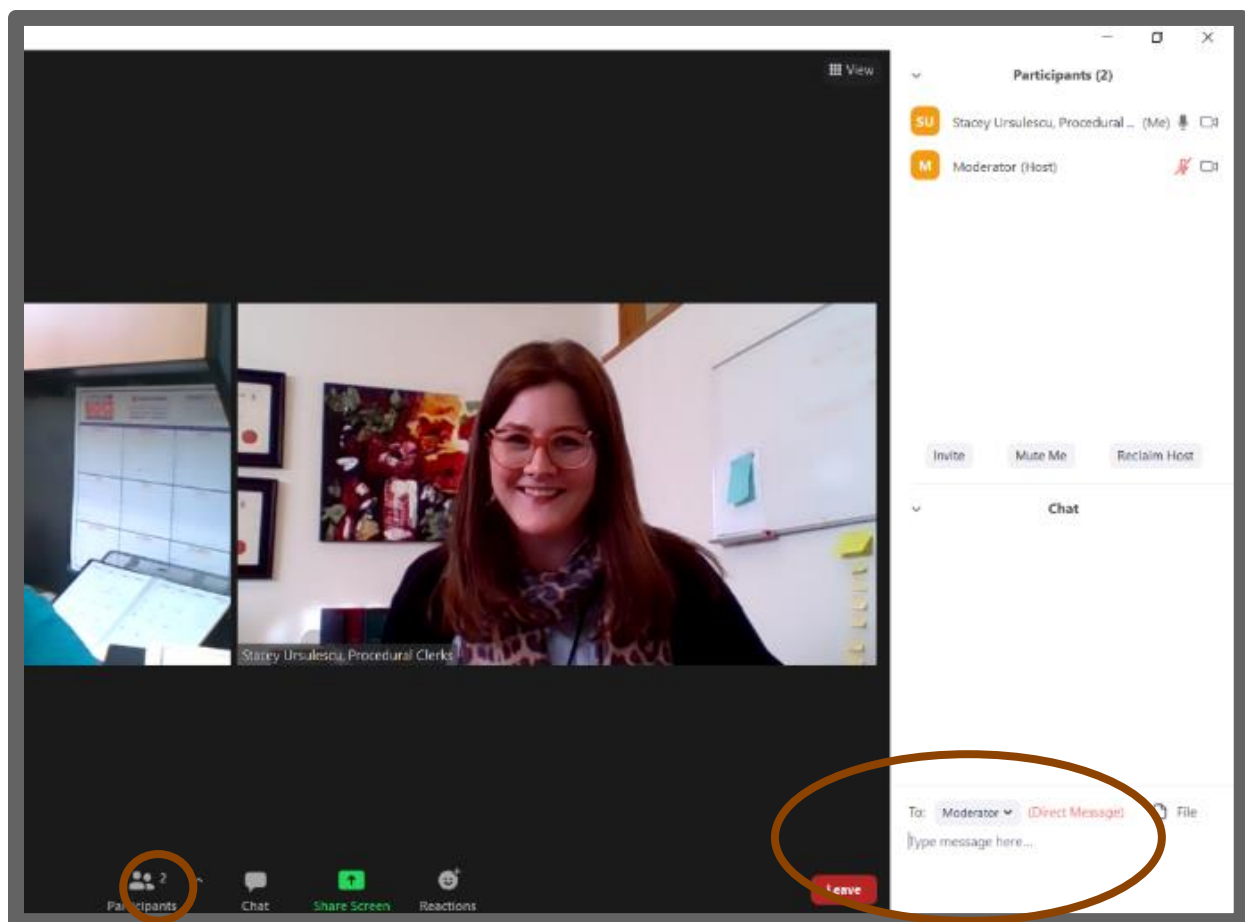 View
Participants (2)
SU Stacey Ursulescu, Procedural ... (Me)
M Moderator (Host)
Invite Mute Me Reclaim Host
Chat
Stacey Ursulescu, Procedural Clerks
To: Moderator (Direct Message) File
Type message here...
2
Participants Chat Share Screen Reactions
Leave